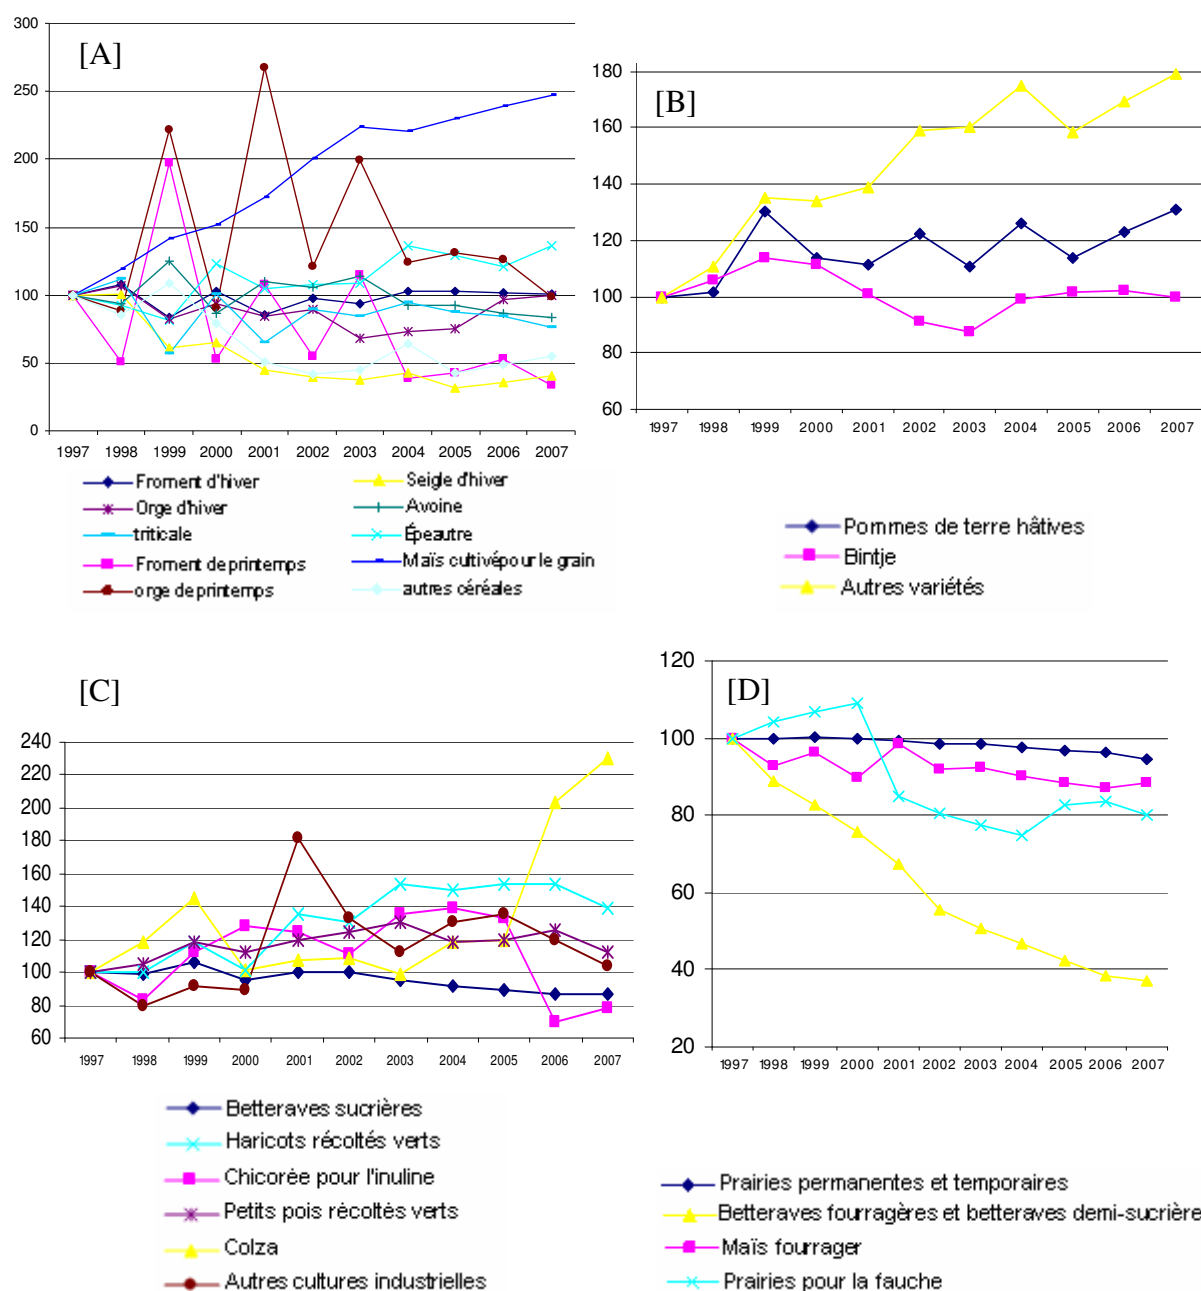 [A]
300
250
200
150
100
50
0
1997 1998 1999 2000 2001 2002 2003 2004 2005 2006 2007
Froment d'hiver Seigle d'hiver
Orge d'hiver Avoine
triticale Épeautre
Froment de printemps Maïs cultivépour le grain
orge de printemps autres céréales
[B]
180
160
140
120
100
80
60
1997 1998 1999 2000 2001 2002 2003 2004 2005 2006 2007
Pommes de terre hâtives
Bintje
Autres variétés
[C]
240
220
200
180
160
140
120
100
80
60
1997 1998 1999 2000 2001 2002 2003 2004 2005 2006 2007
Betteraves sucrières
Haricots récoltés verts
Chicorée pour l'inuline
Petits pois récoltés verts
Colza
Autres cultures industrielles
[D]
120
100
80
60
40
20
1997 1998 1999 2000 2001 2002 2003 2004 2005 2006 2007
Prairies permanentes et temporaires
Betteraves fourragères et betteraves demi-sucrière
Maïs fourrager
Prairies pour la fauche